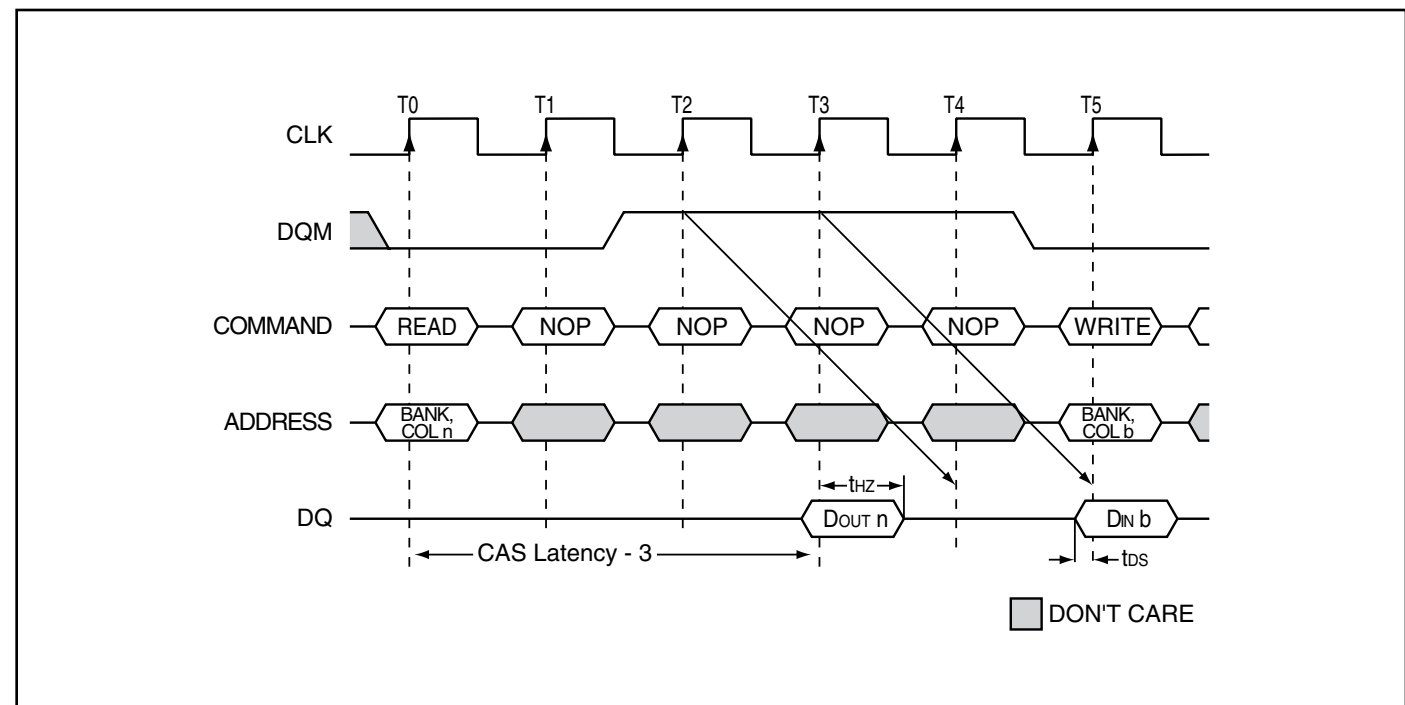 T0 T1 T2 T3 T4 T5
CLK
DQM
COMMAND READ NOP NOP NOP NOP WRITE
ADDRESS BANK, COL n BANK, COL b
tHZ
DQ DOUT n DIN b
CAS Latency - 3 tDS
DON'T CARE